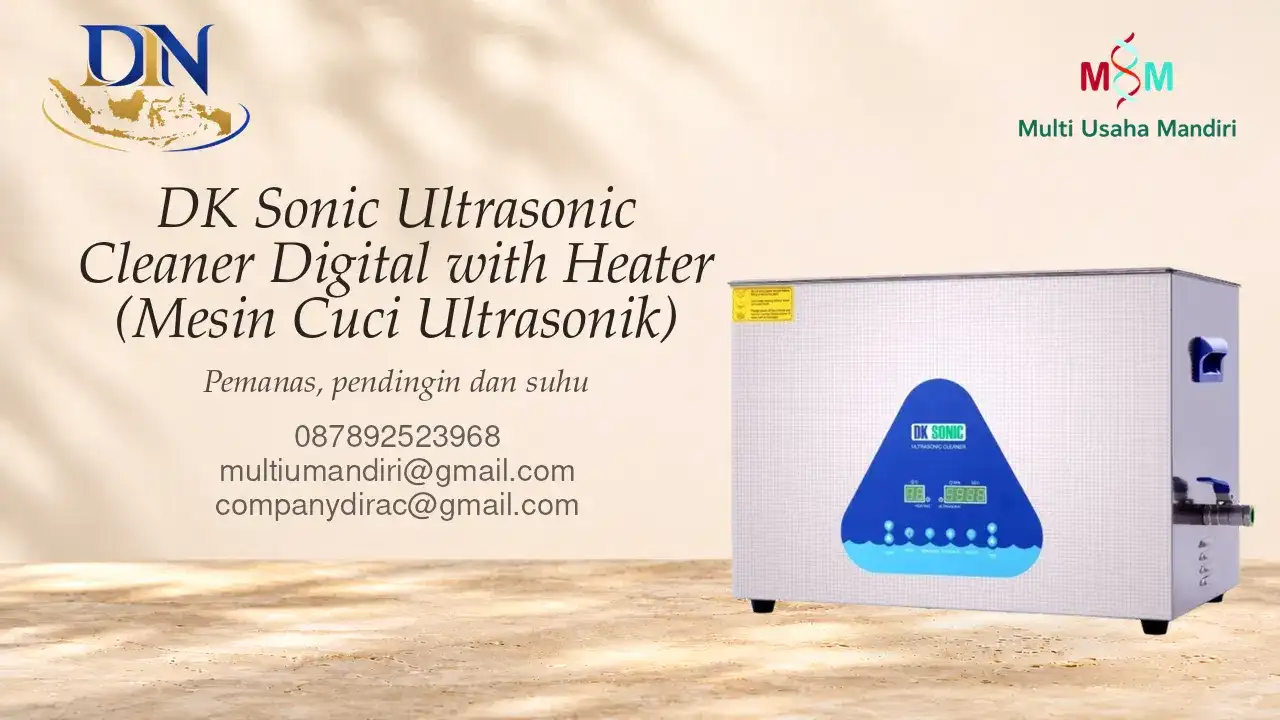 DIN
MSM
Multi Usaha Mandiri
DK Sonic Ultrasonic
Cleaner Digital with Heater
(Mesin Cuci Ultrasonik)
Pemanas, pendingin dan suhu
087892523968
multiumandiri@gmail.com
companydirac@gmail.com
DK SONIC
ULTRASONIC CLEANER